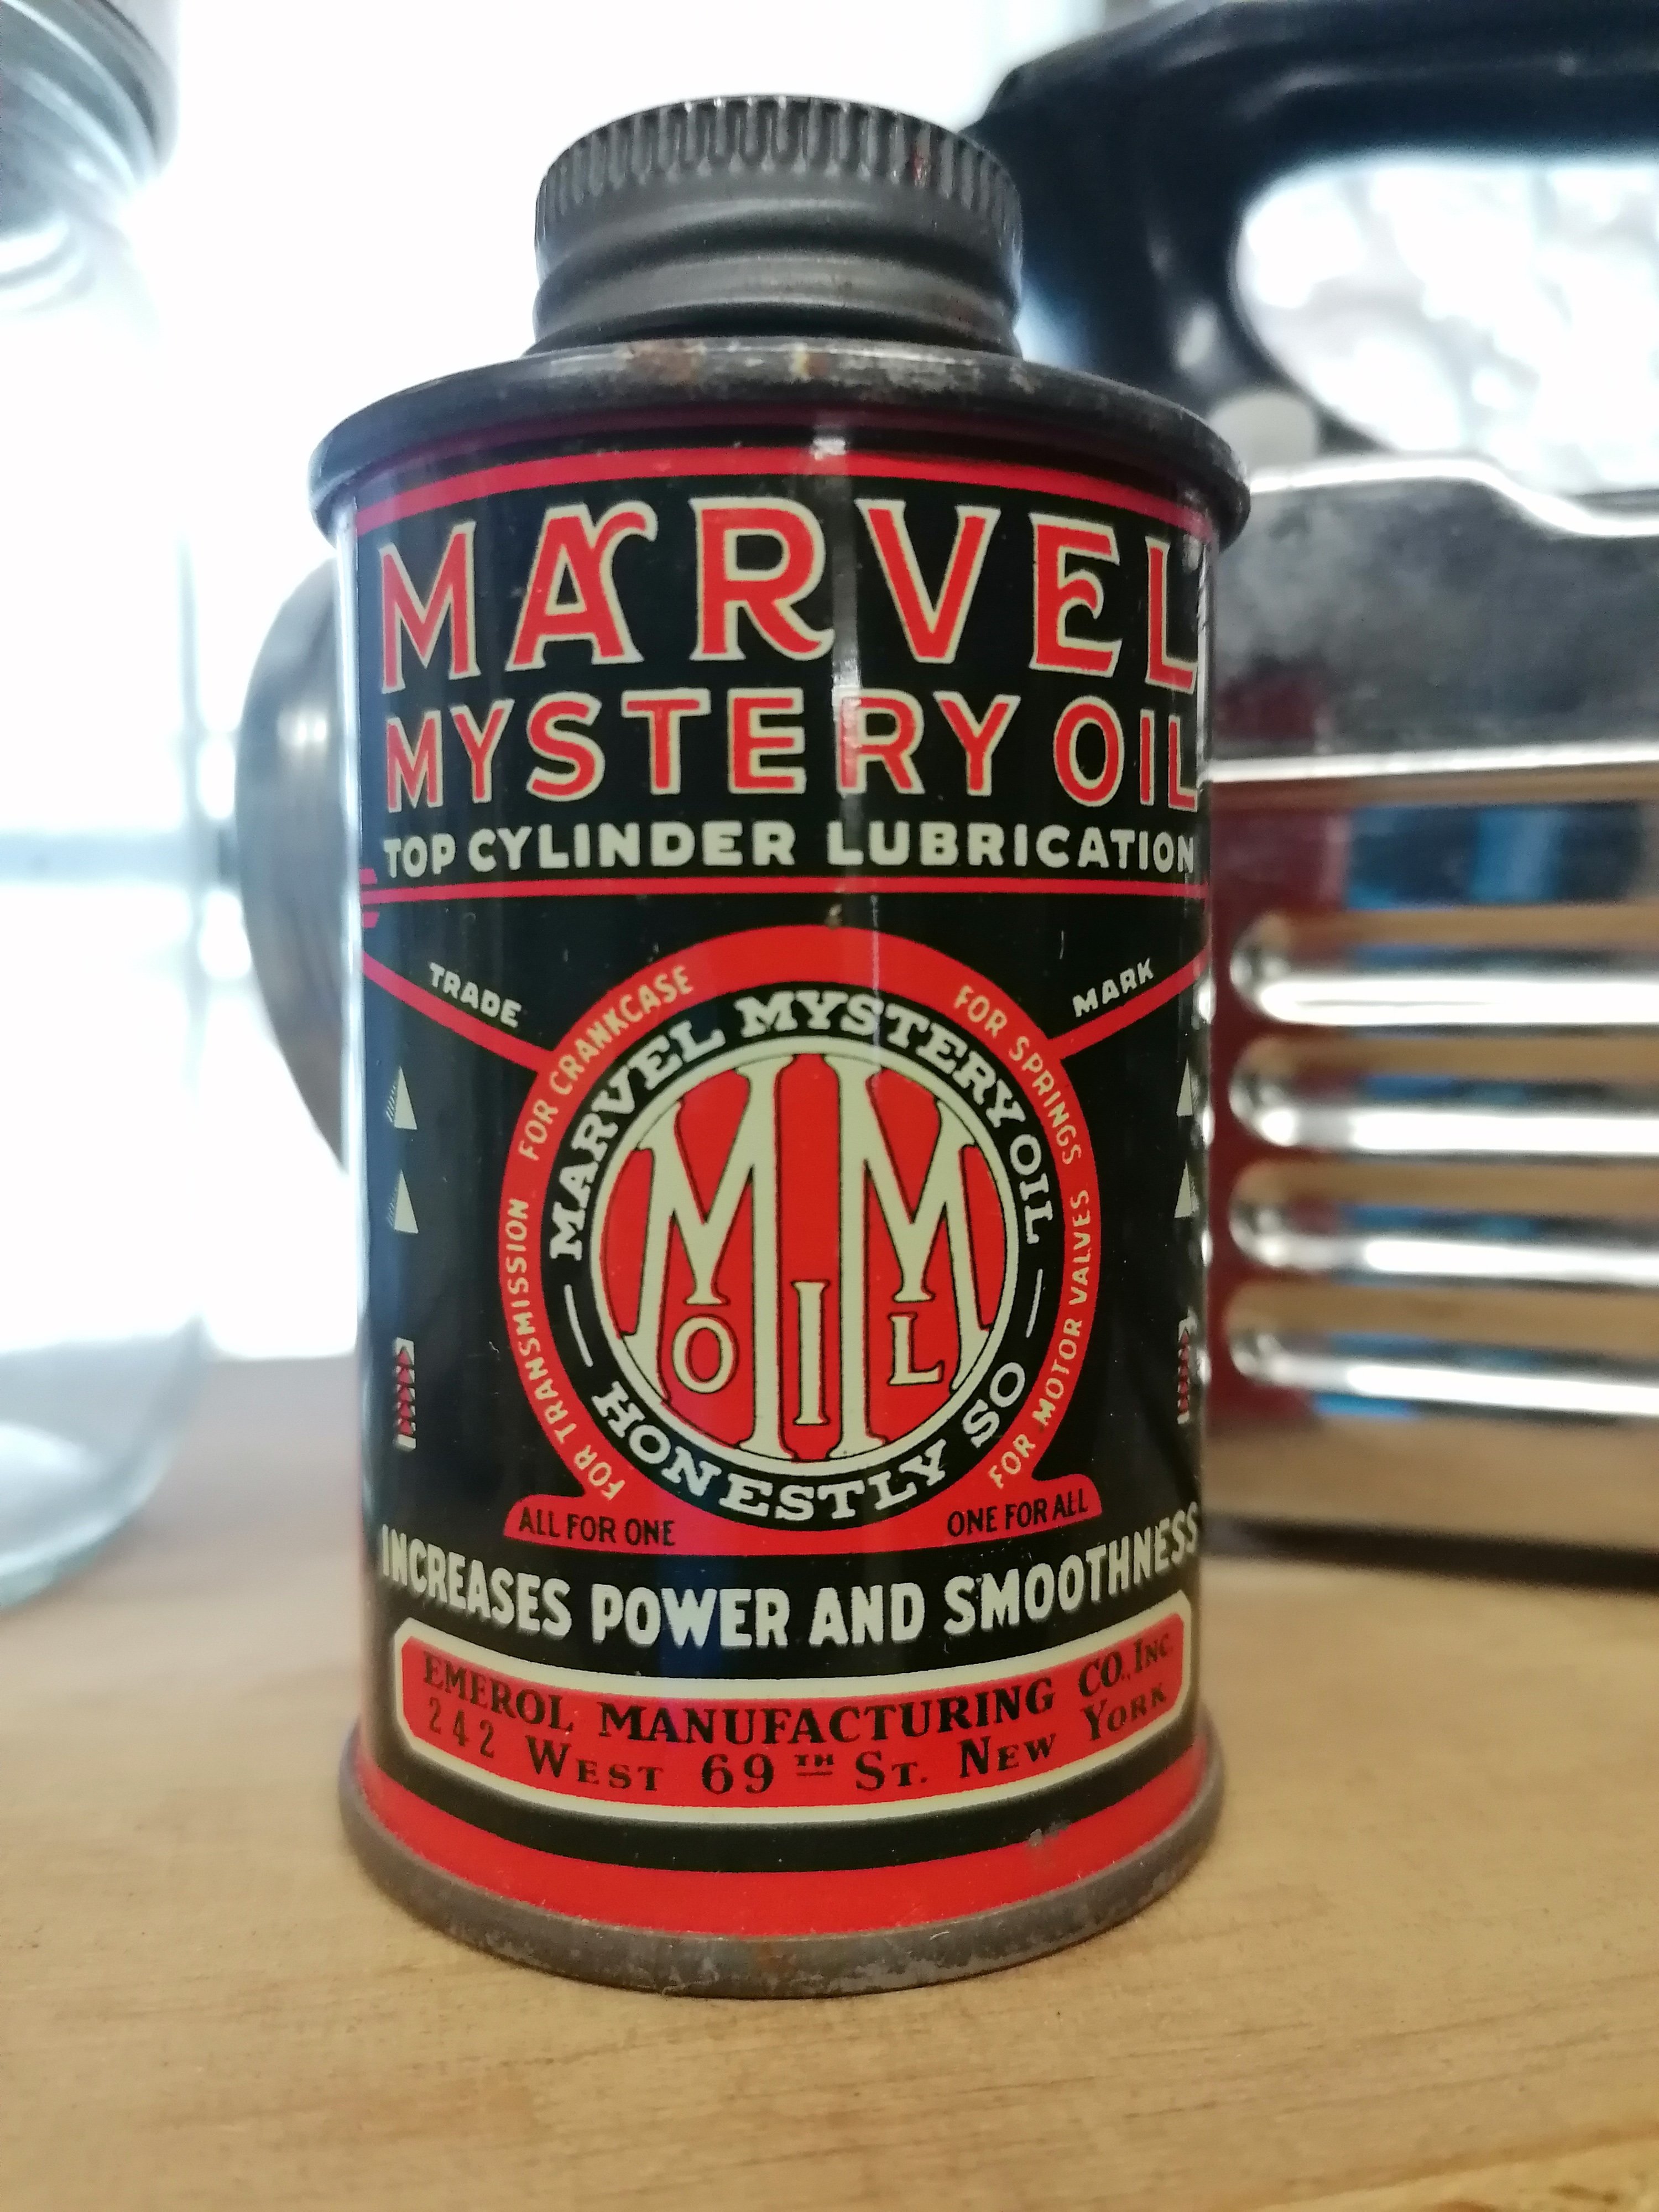 MARVEL
MYSTERY OIL
TOP CYLINDER LUBRICATION
TRADE MARK
FOR TRANSMISSION FOR CRANKCASE FOR SPRINGS FOR MOTOR VALVES
MARVEL MYSTERY OIL
MM
OIL
— HONESTLY SO —
ALL FOR ONE ONE FOR ALL
INCREASES POWER AND SMOOTHNESS
EMEROL MANUFACTURING CO., INC.
242 WEST 69TH ST. NEW YORK